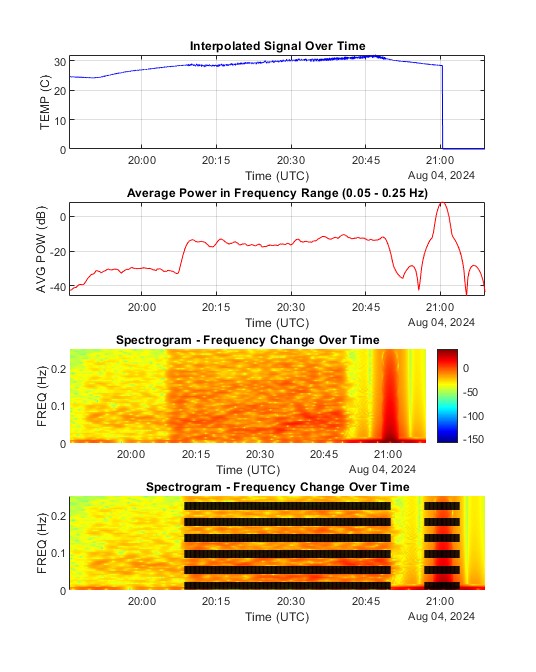 Interpolated Signal Over Time
30
20
10
0
TEMP (C)
20:00 20:15 20:30 20:45 21:00
Time (UTC) Aug 04, 2024
Average Power in Frequency Range (0.05 - 0.25 Hz)
0
-20
-40
AVG POW (dB)
20:00 20:15 20:30 20:45 21:00
Time (UTC) Aug 04, 2024
Spectrogram - Frequency Change Over Time
0.2
0.1
0
FREQ (Hz)
0
-50
-100
-150
20:00 20:15 20:30 20:45 21:00
Time (UTC) Aug 04, 2024
Spectrogram - Frequency Change Over Time
0.2
0.1
0
FREQ (Hz)
20:00 20:15 20:30 20:45 21:00
Time (UTC) Aug 04, 2024